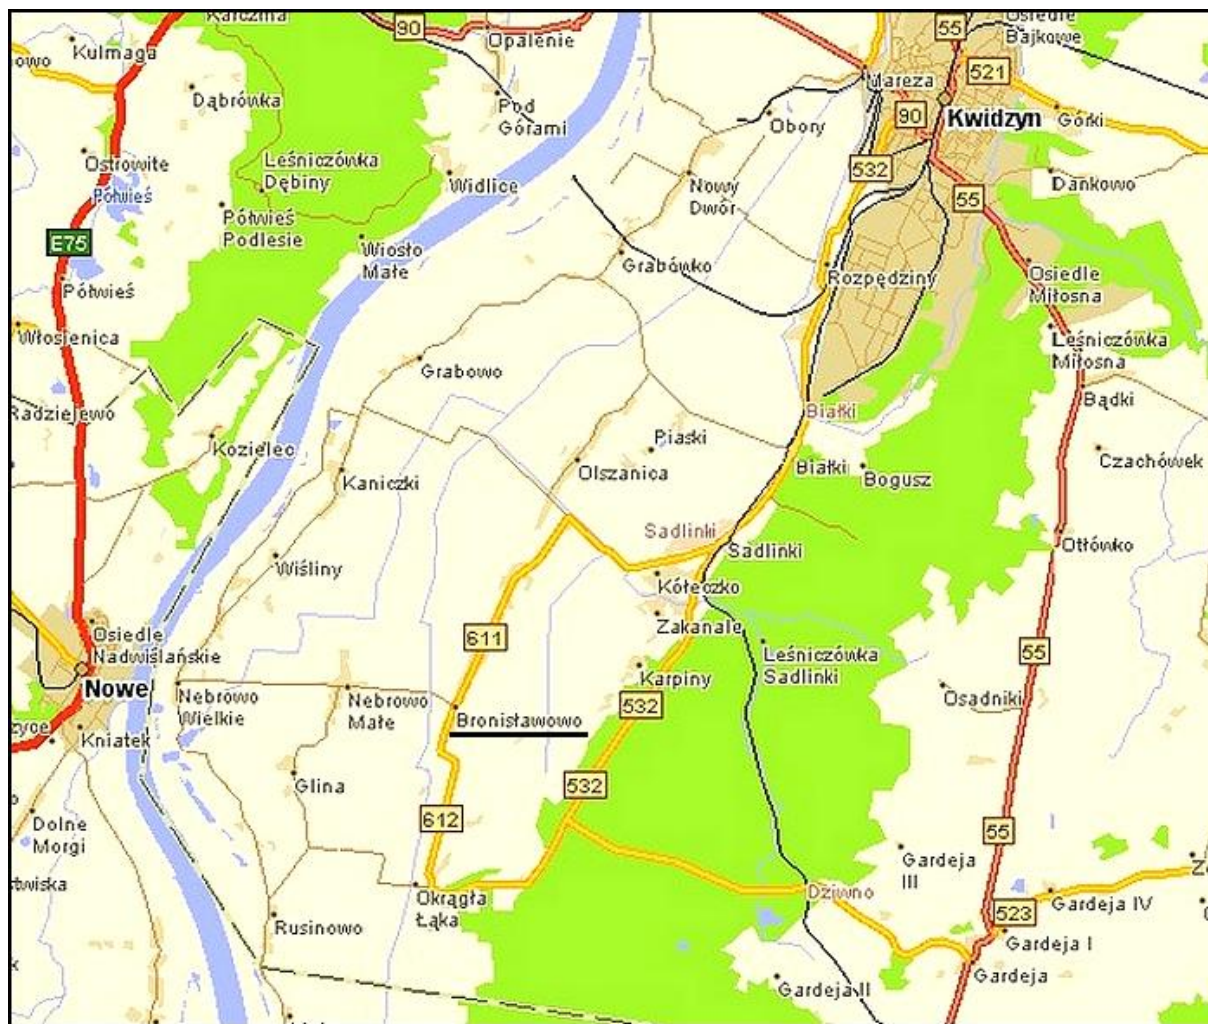 Karczma
90
Opalenie
55
Osiedle
Bajkowe
Kulmaga
owo
Dąbrówka
Pod
Górami
Mareza
521
Obory
90
Kwidzyn
Górki
Ostrowite
Półwieś
Leśniczówka
Dębiny
Widlice
Nowy
Dwór
532
55
Dankowo
Półwieś
Podlesie
E75
Wiosło
Małe
Grabówko
Rozpędziny
Osiedle
Miłosna
Półwieś
Włosienica
Leśniczówka
Miłosna
Grabowo
Radziejewo
Białki
Bądki
Kozielec
Piaski
Kaniczki
Olszanica
Białki
Bogusz
Czachówek
Sadlinki
Sadlinki
Otłówko
Wiśliny
Kółeczko
Zakanale
Osiedle
Nadwiślańskie
611
Leśniczówka
Sadlinki
55
Nowe
Nebrowo
Wielkie
Nebrowo
Małe
Karpiny
Osadniki
532
Bronisławowo
zyce
Kniatek
Glina
532
Dolne
Morgi
612
55
Gardeja
III
twiska
Okrągła
Łąka
Dziwno
Gardeja IV
523
Rusinowo
Gardeja I
Gardeja
Gardeja II